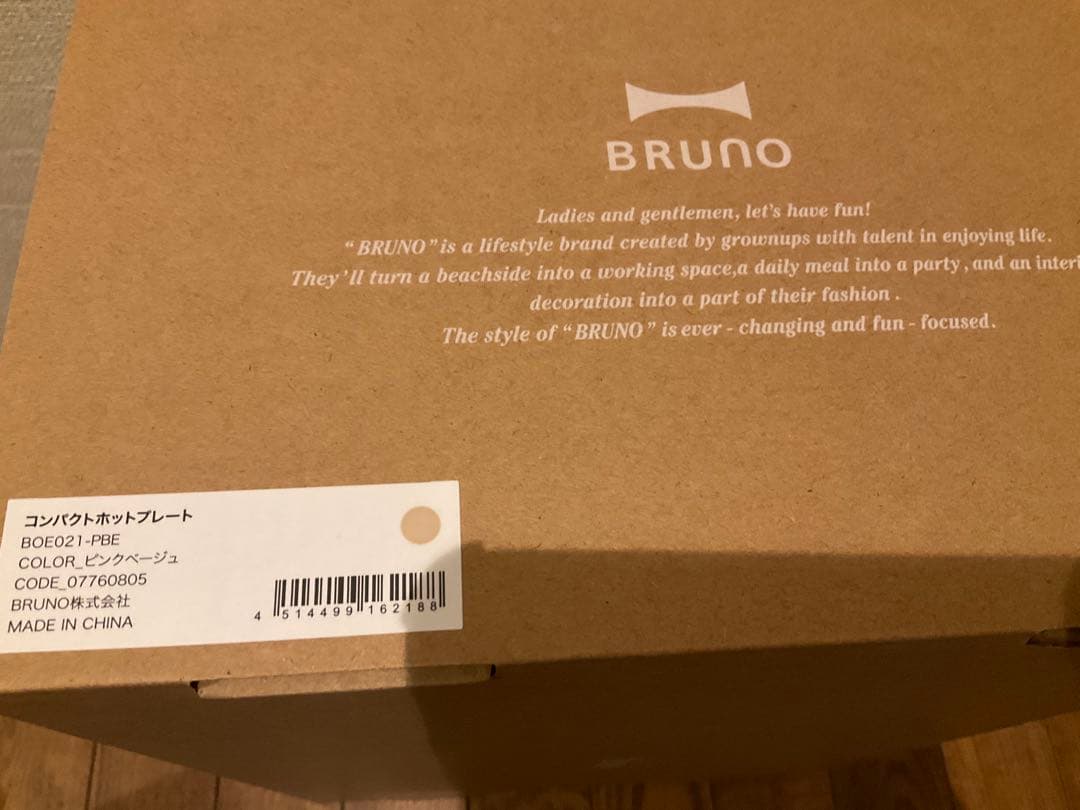 BRUNO
Ladies and gentlemen, let's have fun!
"BRUNO" is a lifestyle brand created by grownups with talent in enjoying life.
They'll turn a beachside into a working space,a daily meal into a party, and an
decoration into a part of their fashion.
The style of "BRUNO" is ever-changing and fun-focused.
コンパクトホットプレート
BOE021-PBE
COLOR_ピンクベージュ
CODE_07760805
BRUNO株式会社
MADE IN CHINA
4 514499 162188